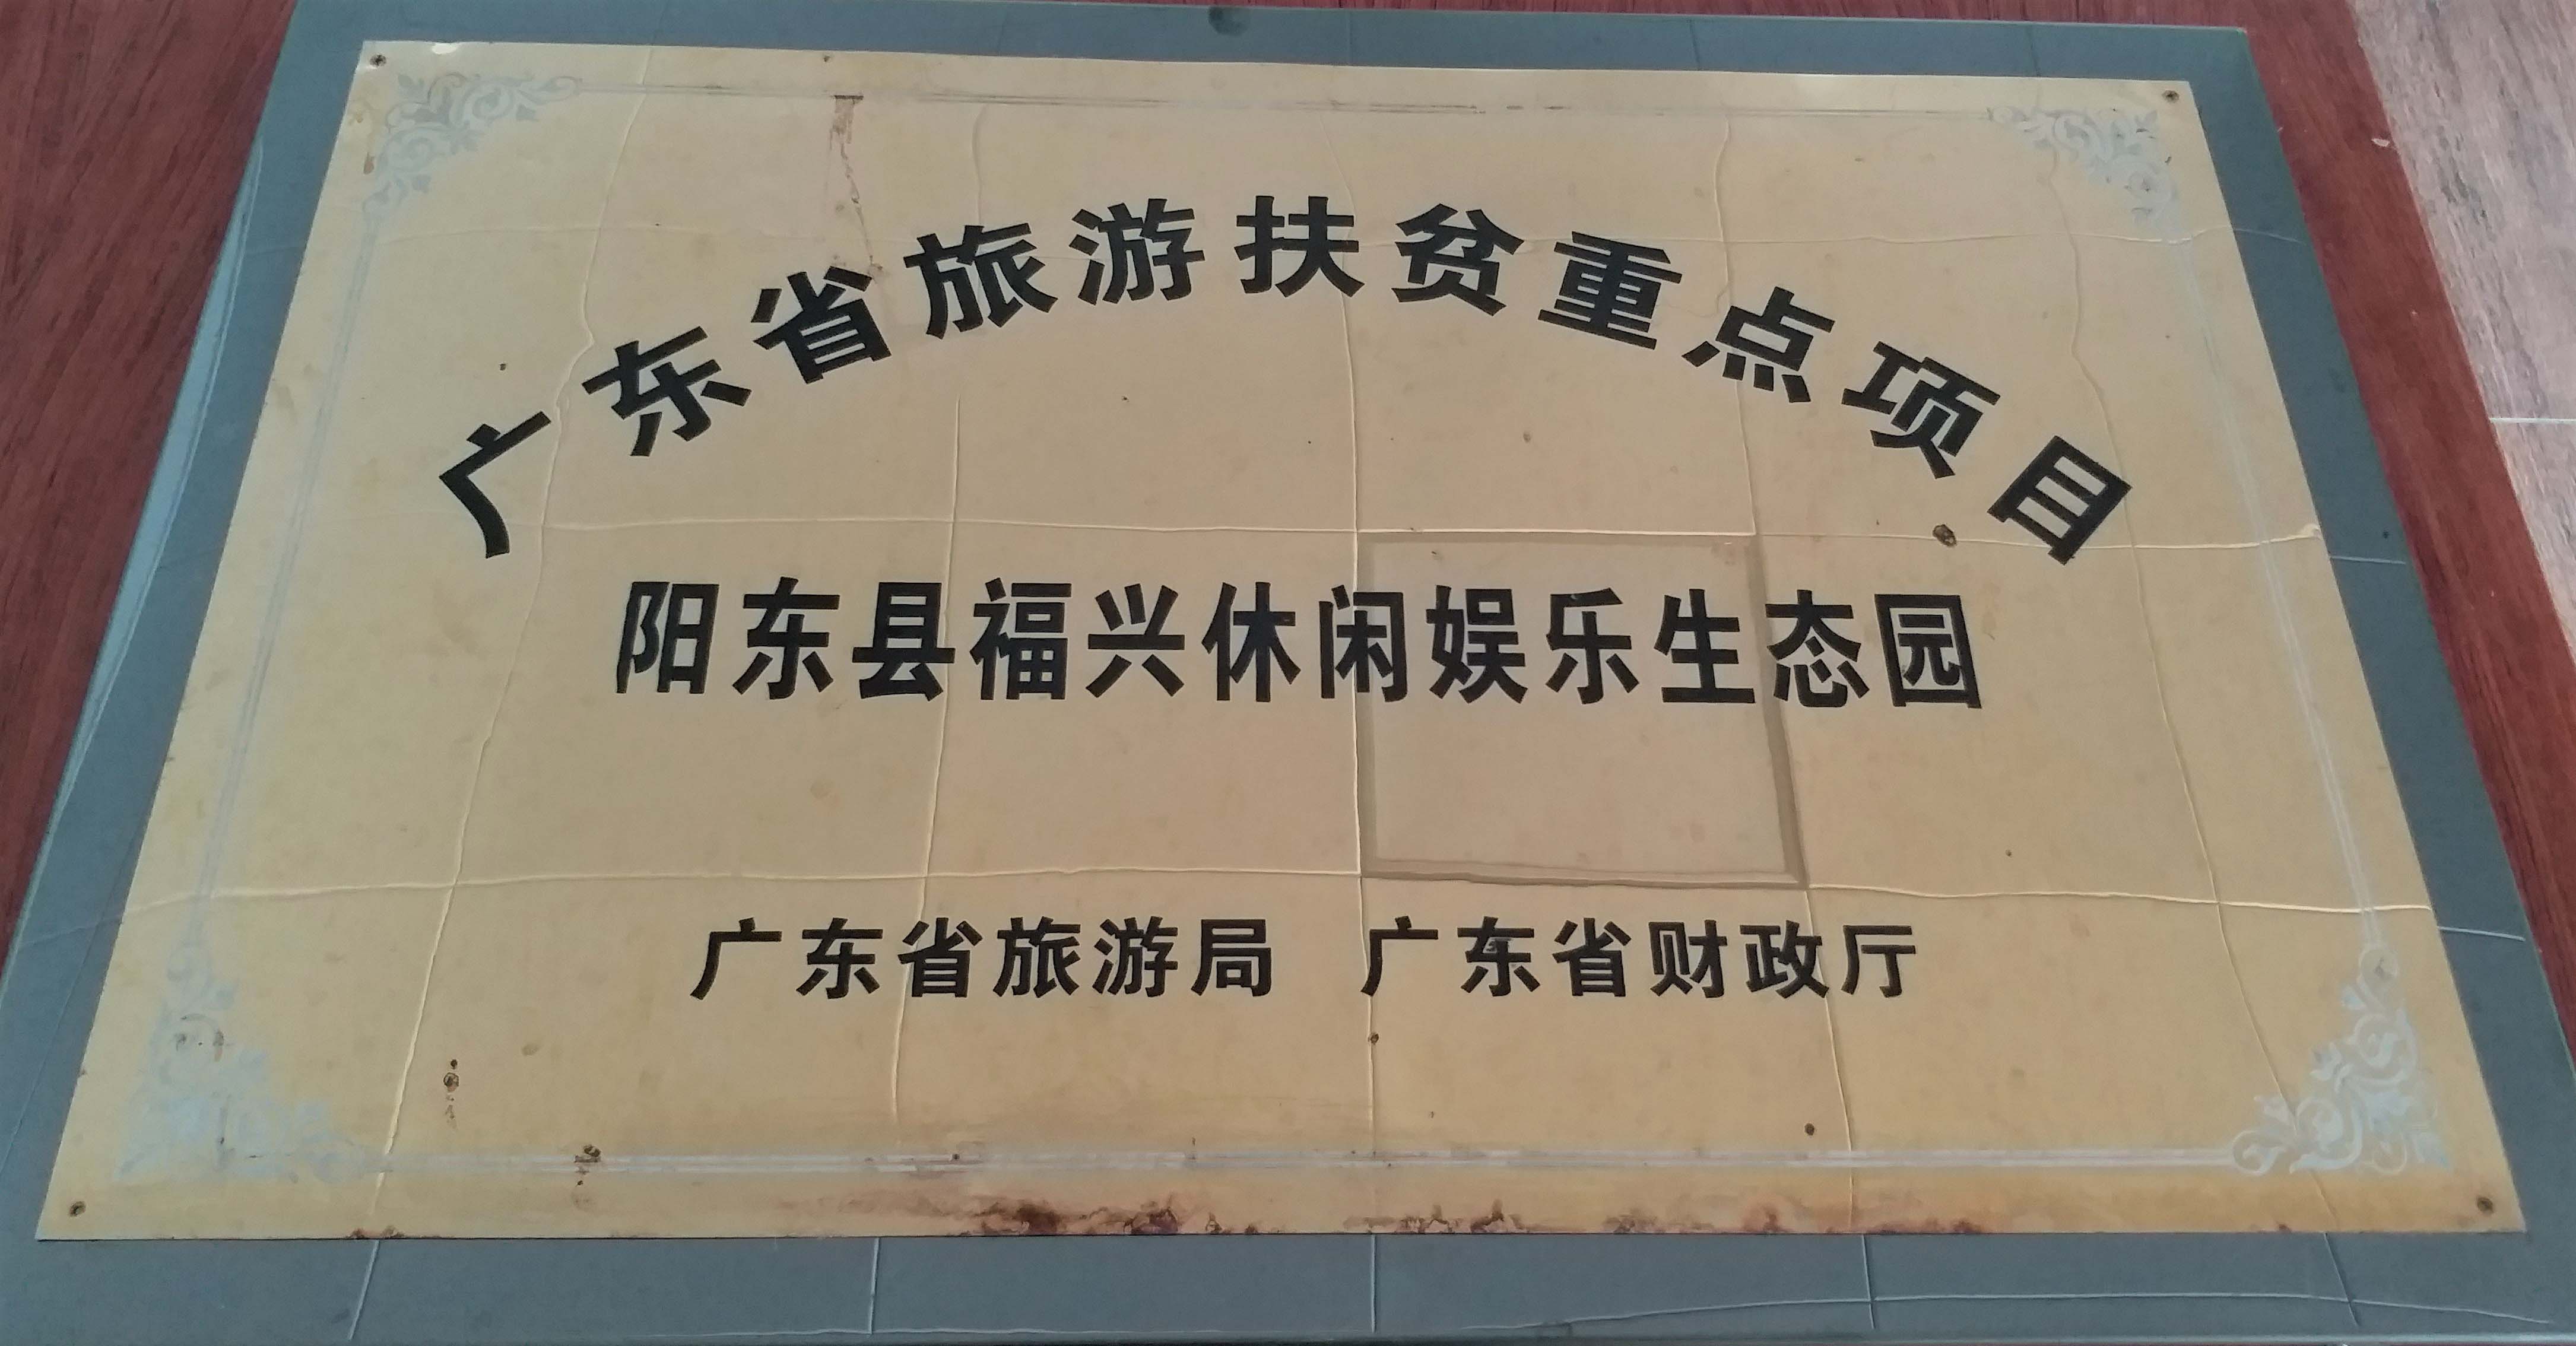 广东省旅游扶贫重点项目
阳东县福兴休闲娱乐生态园
广东省旅游局 广东省财政厅